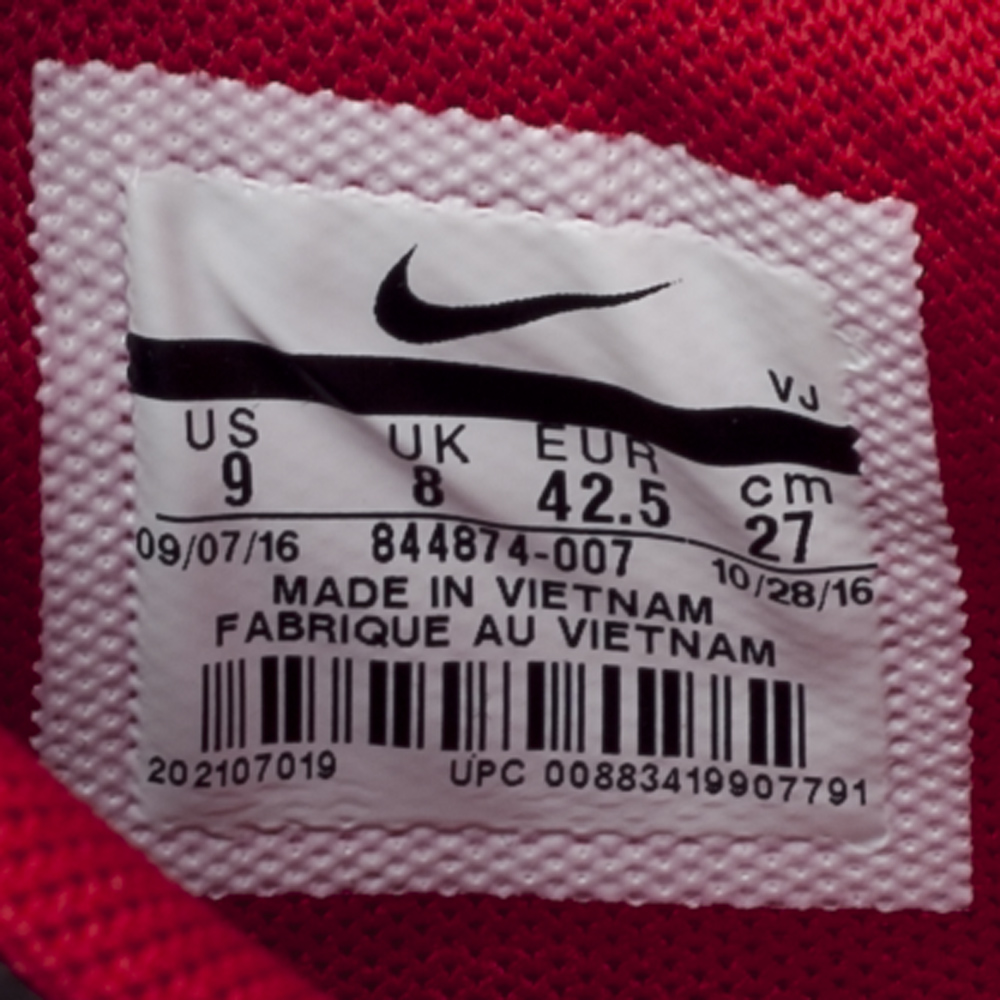 VJ
US UK EUR cm
9 8 42.5 27
09/07/16 844874-007 10/28/16
MADE IN VIETNAM
FABRIQUE AU VIETNAM
202107019 UPC 00883419907791